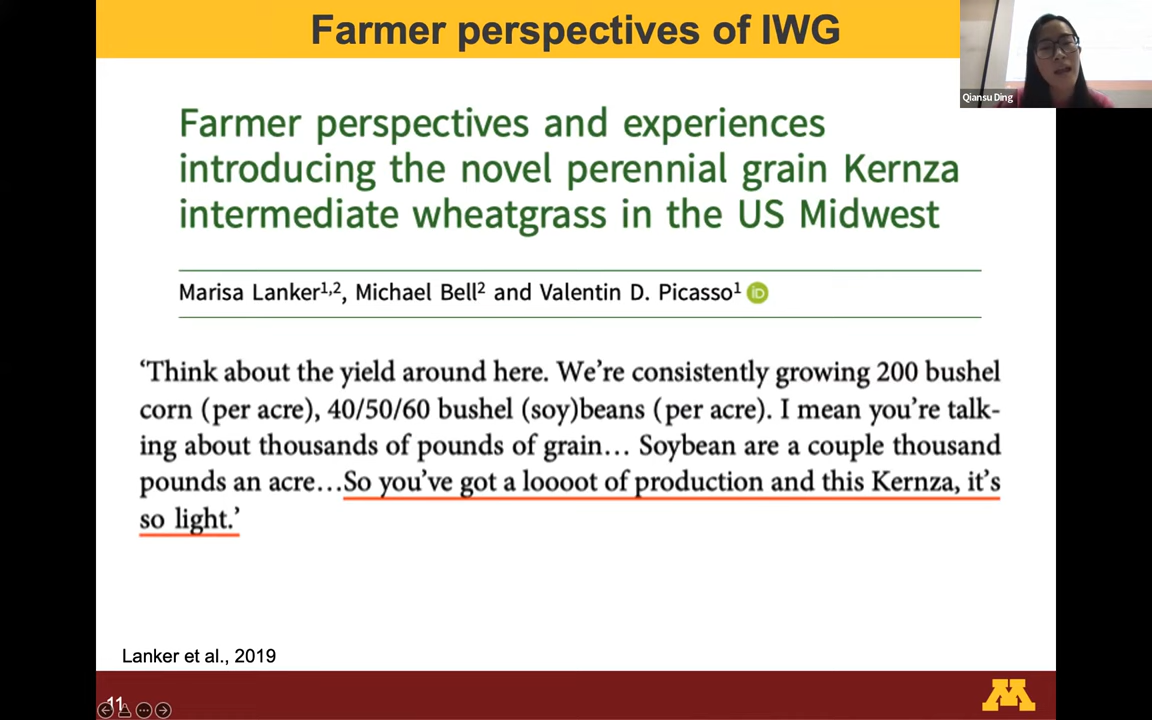 Farmer perspectives of IWG
Qiansu Ding
Farmer perspectives and experiences
introducing the novel perennial grain Kernza
intermediate wheatgrass in the US Midwest
Marisa Lanker1,2, Michael Bell2 and Valentin D. Picasso1 iD
‘Think about the yield around here. We’re consistently growing 200 bushel
corn (per acre), 40/50/60 bushel (soy)beans (per acre). I mean you’re talk-
ing about thousands of pounds of grain… Soybean are a couple thousand
pounds an acre…So you’ve got a loooot of production and this Kernza, it’s
so light.’
Lanker et al., 2019
11
M